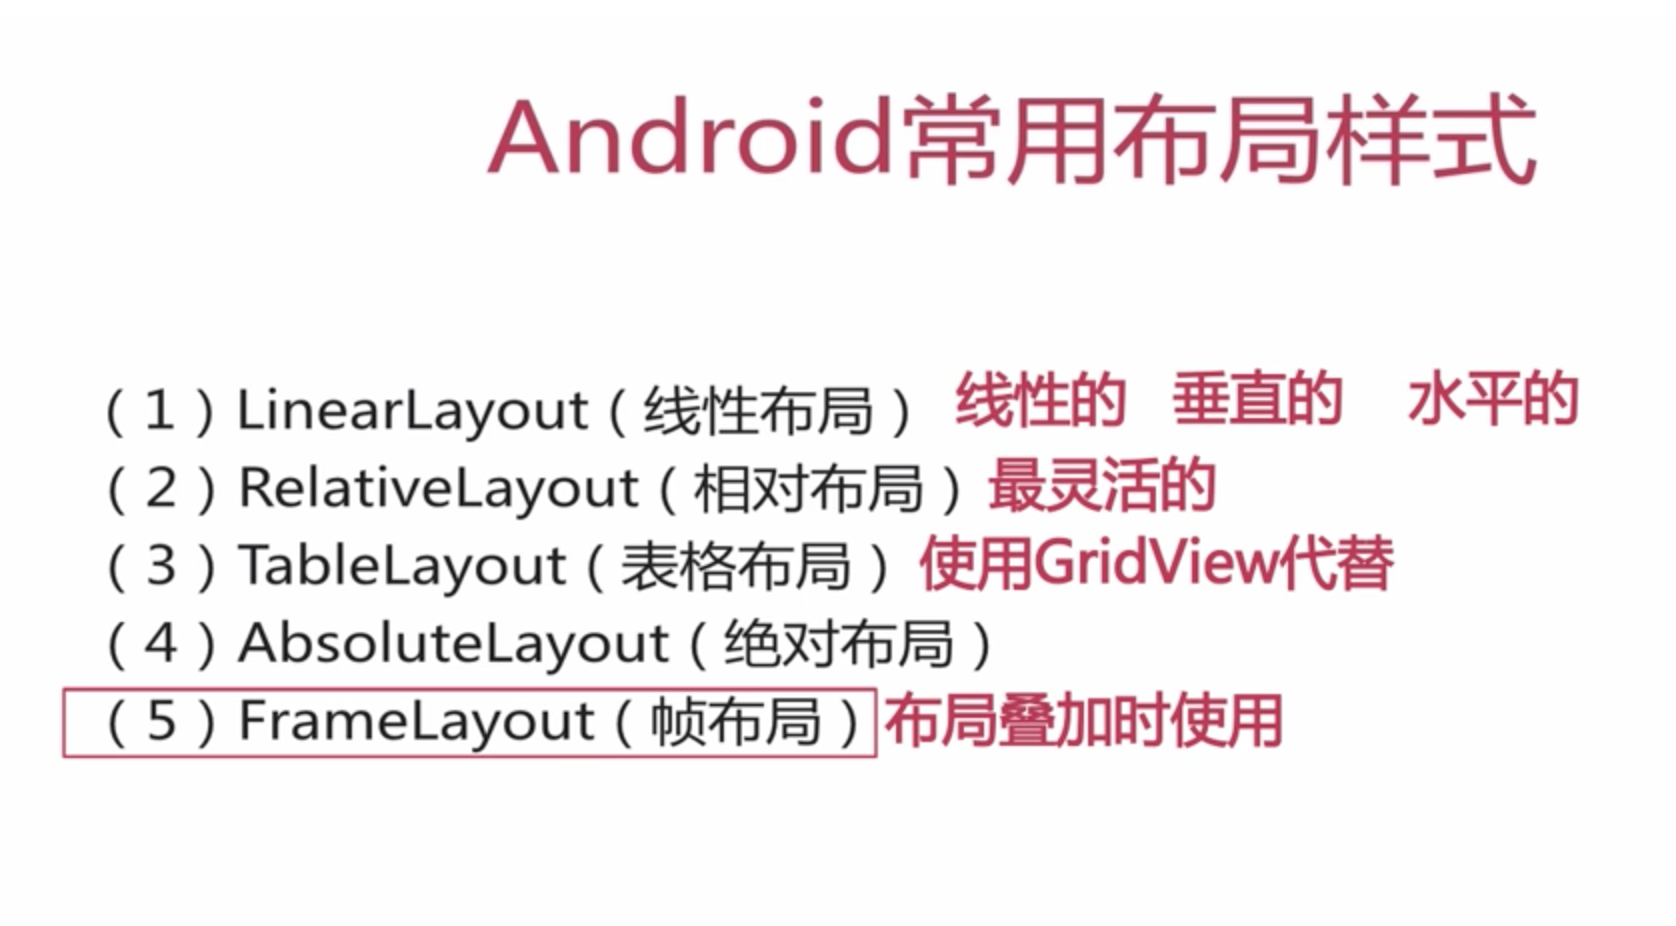 Android常用布局样式
（1）LinearLayout（线性布局） 线性的 垂直的 水平的
（2）RelativeLayout（相对布局）最灵活的
（3）TableLayout（表格布局）使用GridView代替
（4）AbsoluteLayout（绝对布局）
（5）FrameLayout（帧布局）布局叠加时使用